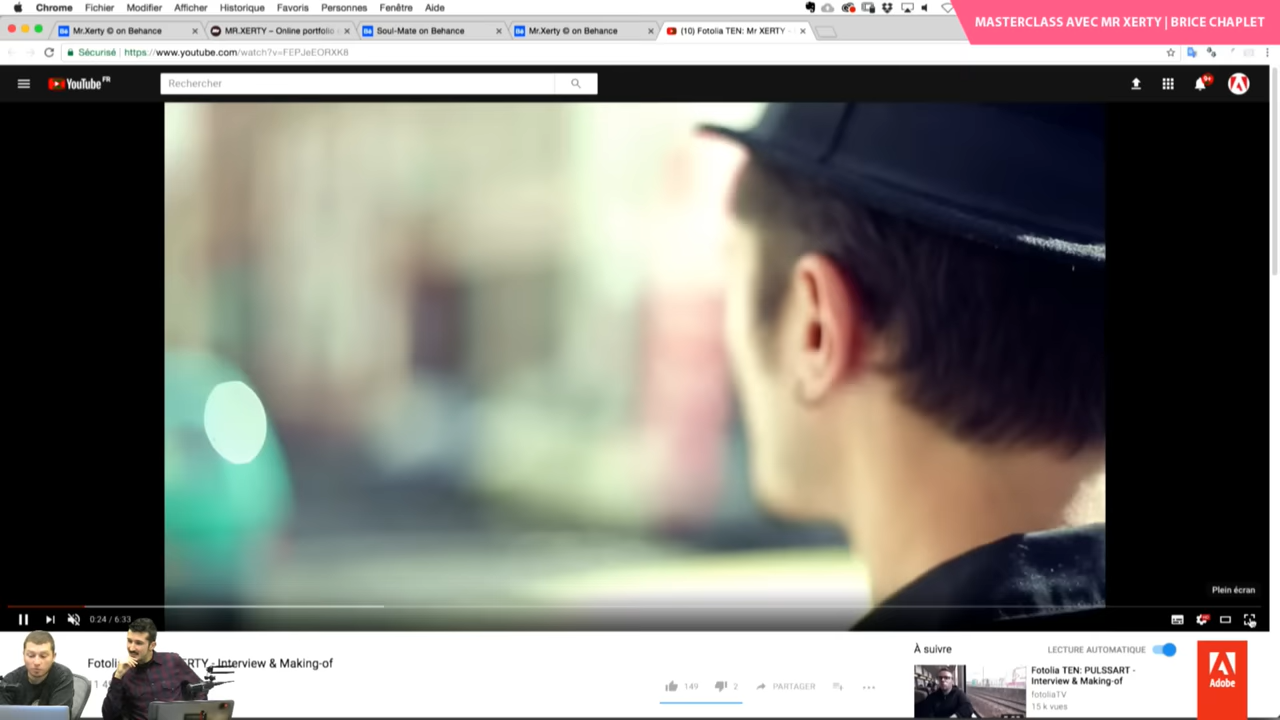 Chrome Fichier Modifier Afficher Historique Favoris Personnes Fenêtre Aide
MASTERCLASS AVEC MR XERTY | BRICE CHAPLET
Mr.Xerty © on Behance
MR.XERTY – Online portfolio
Soul-Mate on Behance
Mr.Xerty © on Behance
(10) Fotolia TEN: Mr XERTY -
Sécurisé https://www.youtube.com/watch?v=FEPJeEORXK8
YouTube FR
Rechercher
9+
Plein écran
0:24 / 6:33
Fotoli
RTY - Interview & Making-of
149
2
PARTAGER
À suivre
LECTURE AUTOMATIQUE
Fotolia TEN: PULSSART -
Interview & Making-of
fotoliaTV
15 k vues
Adobe